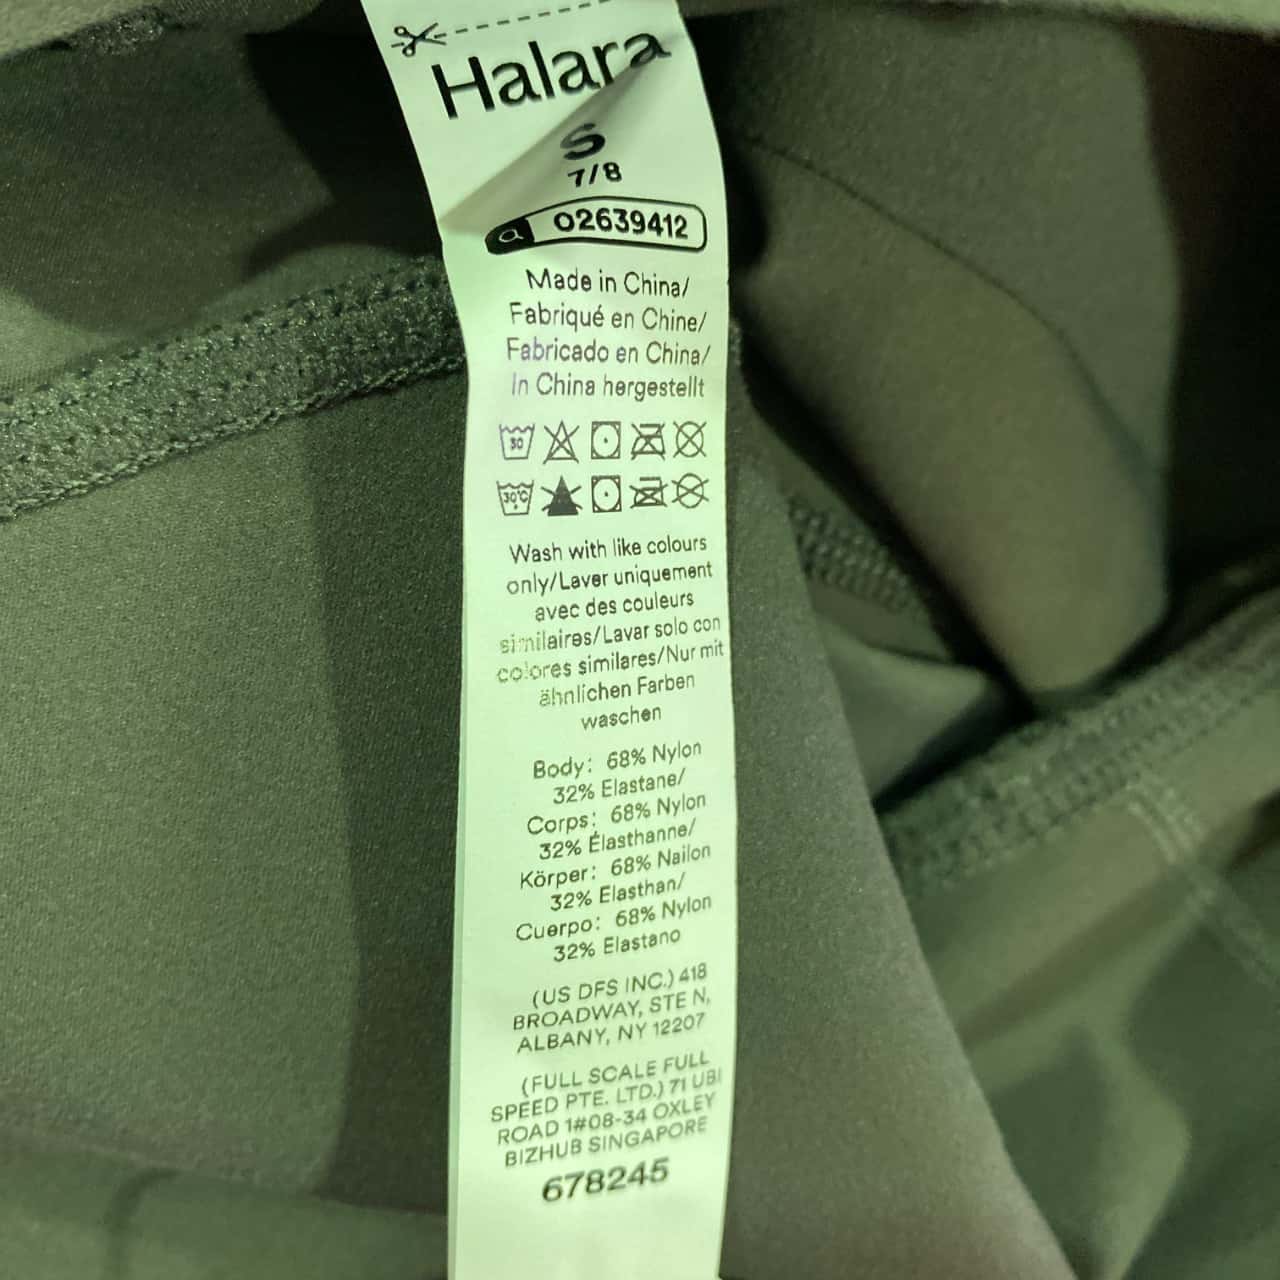 Halara
S
7/8
02639412
Made in China/
Fabriqué en Chine/
Fabricado en China/
In China hergestellt
30
30°C
Wash with like colours
only/Laver uniquement
avec des couleurs
similaires/Lavar solo con
colores similares/Nur mit
ähnlichen Farben
waschen
Body: 68% Nylon
32% Elastane/
Corps: 68% Nylon
32% Élasthanne/
Körper: 68% Nailon
32% Elasthan/
Cuerpo: 68% Nylon
32% Elastano
(US DFS INC.) 418
BROADWAY, STE N,
ALBANY, NY 12207
(FULL SCALE FULL
SPEED PTE. LTD.) 71 UBI
ROAD 1#08-34 OXLEY
BIZHUB SINGAPORE
678245